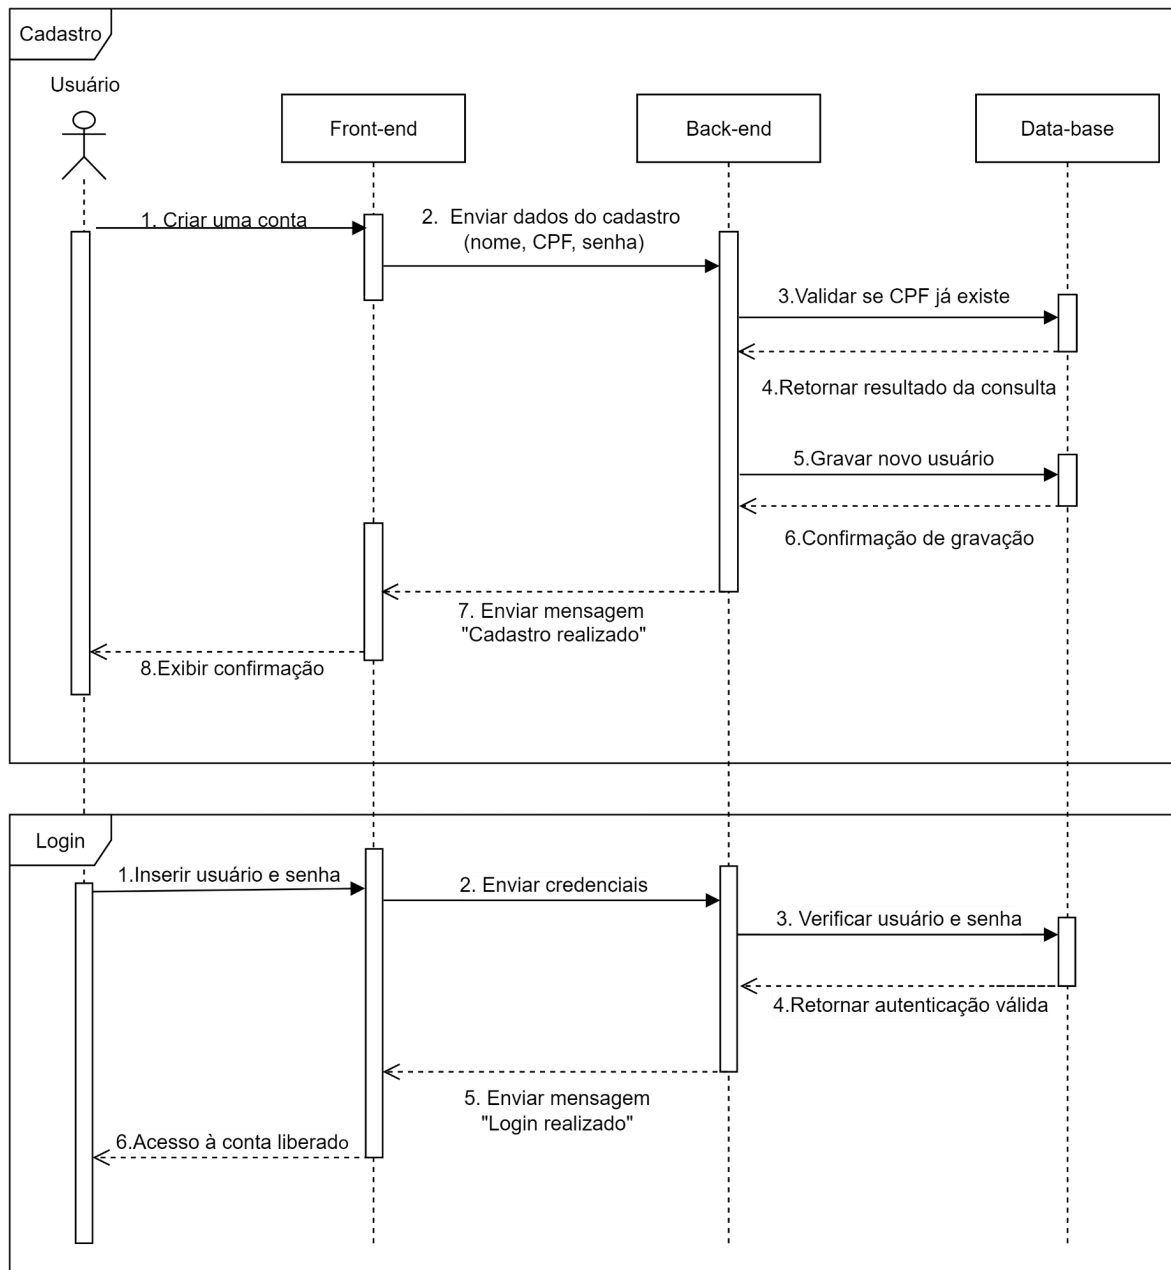 Cadastro
Usuário
Front-end
Back-end
Data-base
1. Criar uma conta
2.  Enviar dados do cadastro
(nome, CPF, senha)
3.Validar se CPF já existe
4.Retornar resultado da consulta
5.Gravar novo usuário
6.Confirmação de gravação
7. Enviar mensagem
"Cadastro realizado"
8.Exibir confirmação
Login
1.Inserir usuário e senha
2. Enviar credenciais
3. Verificar usuário e senha
4.Retornar autenticação válida
5. Enviar mensagem
"Login realizado"
6.Acesso à conta liberado